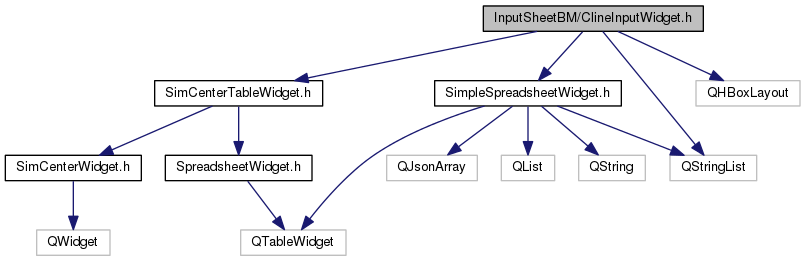 InputSheetBM/ClineInputWidget.h
SimCenterTableWidget.h
SimpleSpreadsheetWidget.h
QHBoxLayout
SimCenterWidget.h
SpreadsheetWidget.h
QJsonArray
QList
QString
QStringList
QWidget
QTableWidget